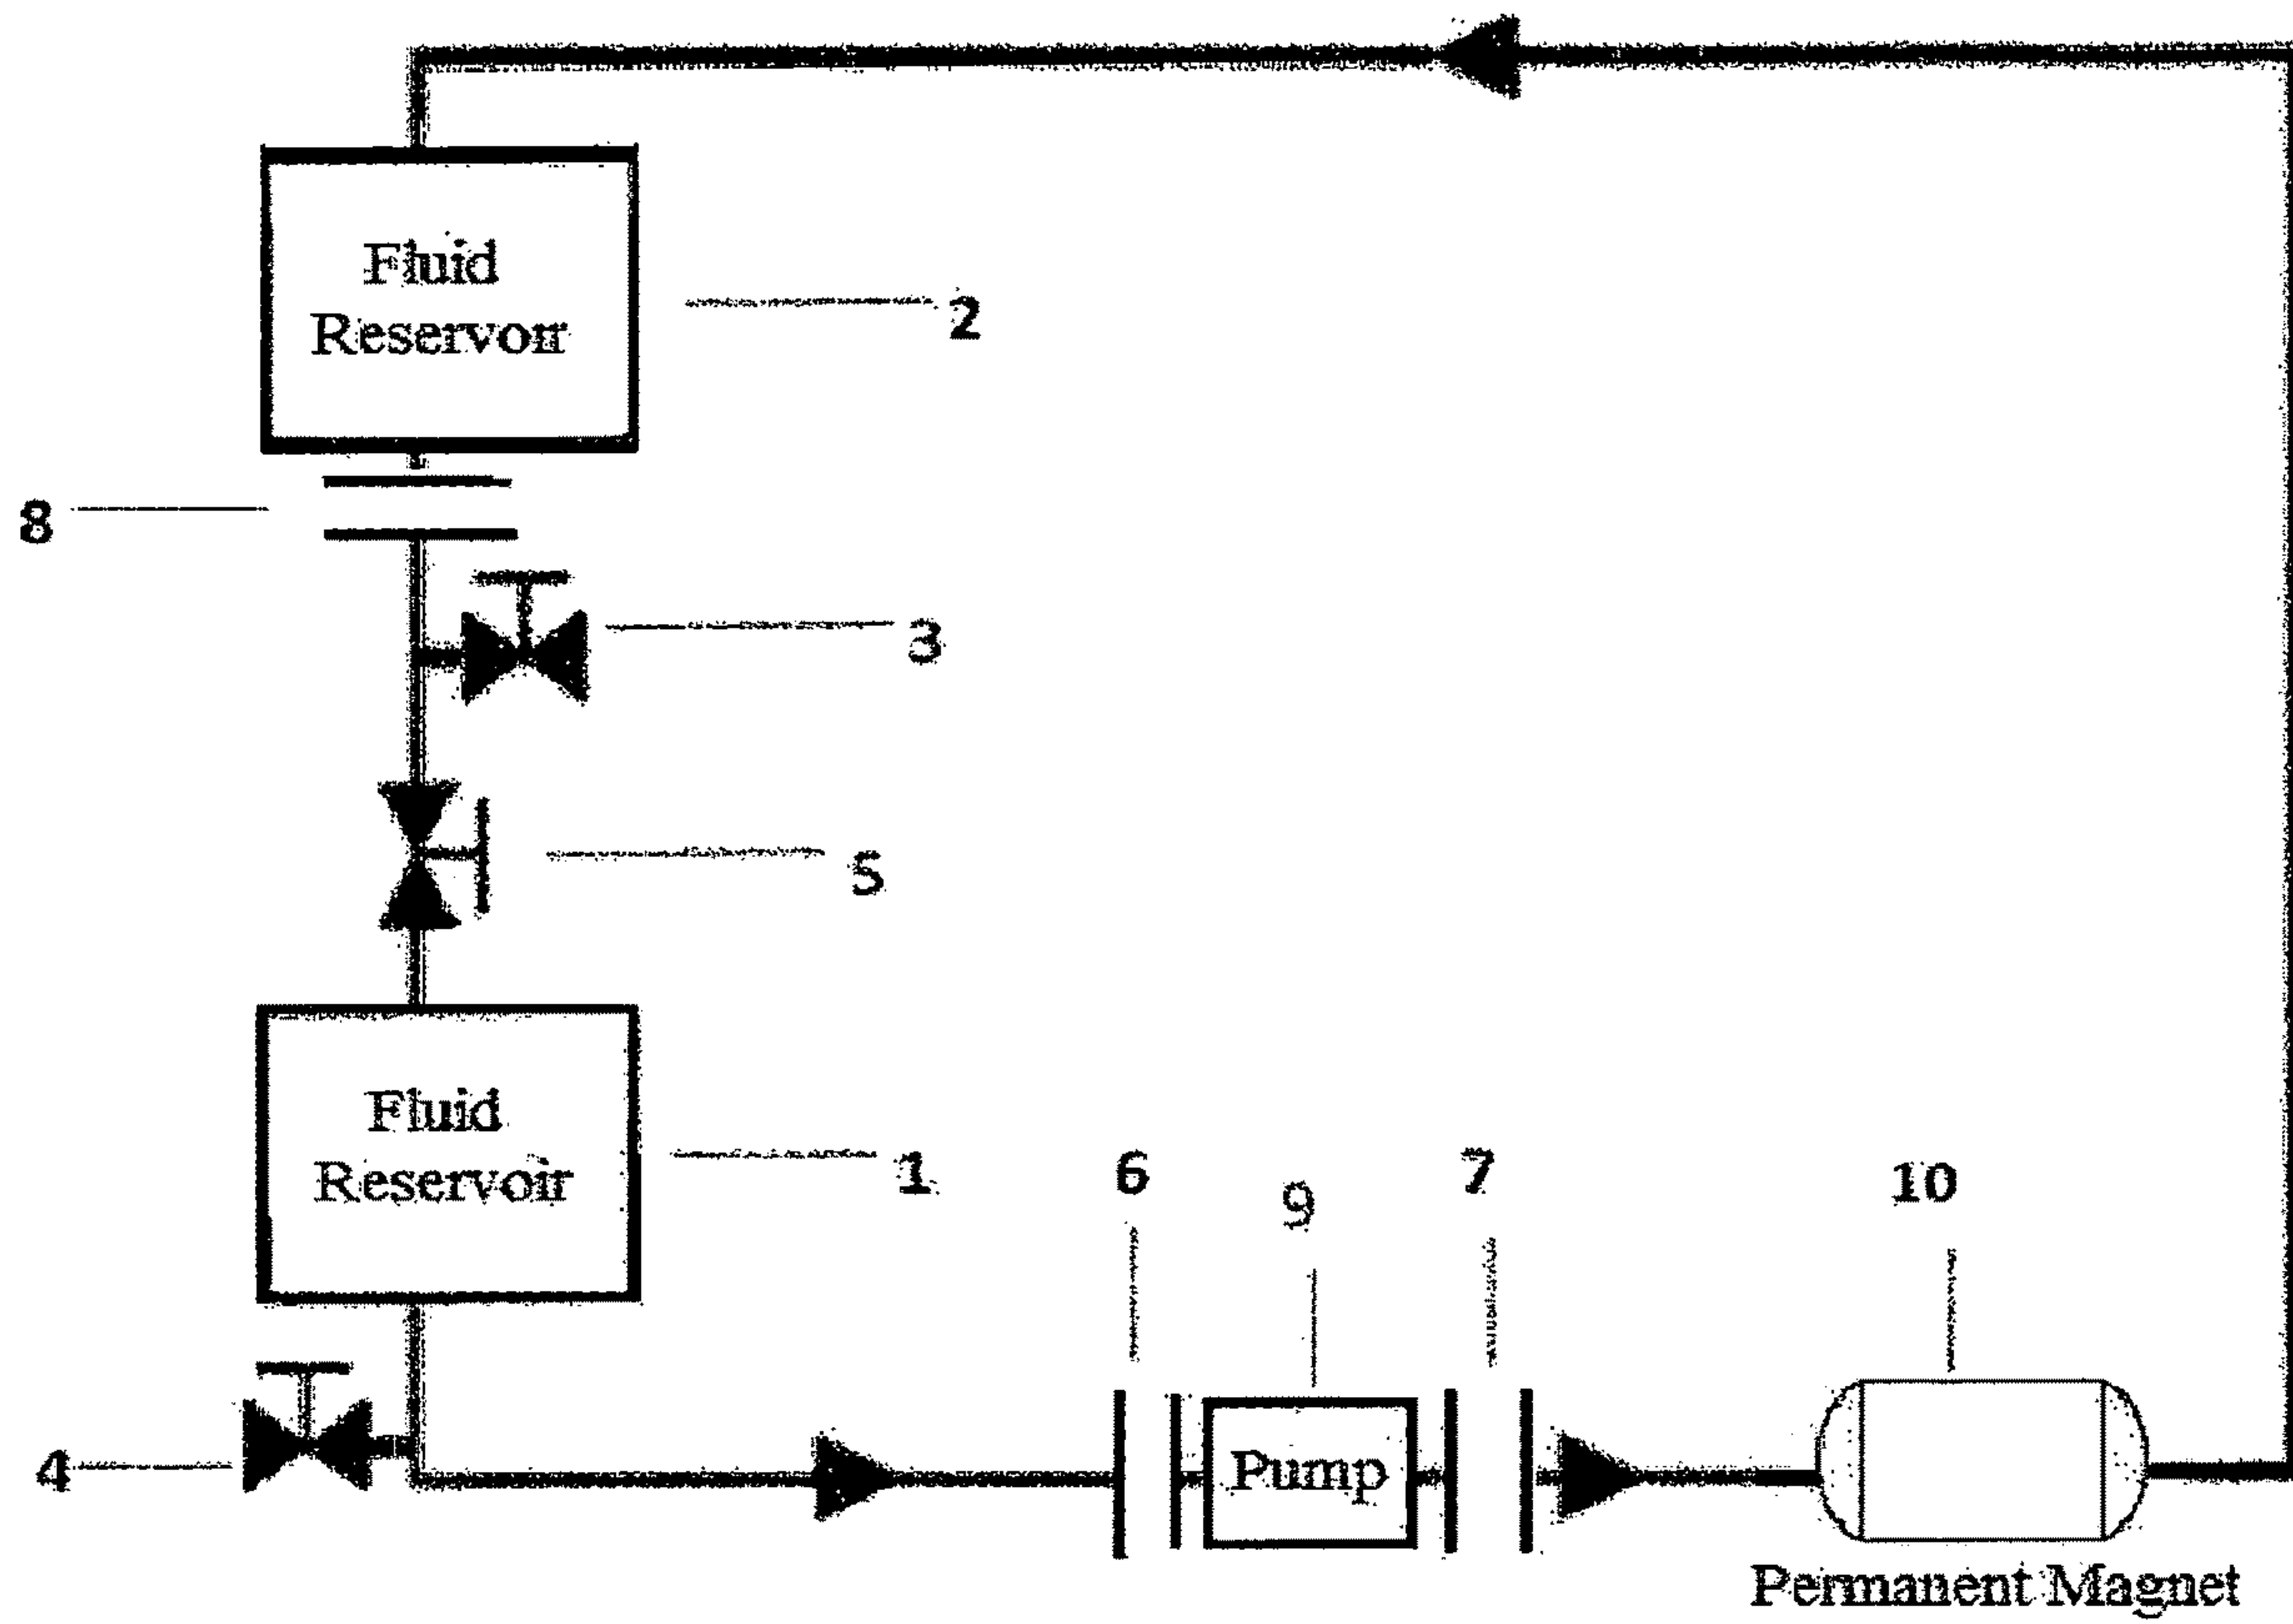 Fluid
Reservoir
2
8
3
5
Fluid
Reservoir
1
6
9
7
10
4
Pump
Permanent Magnet